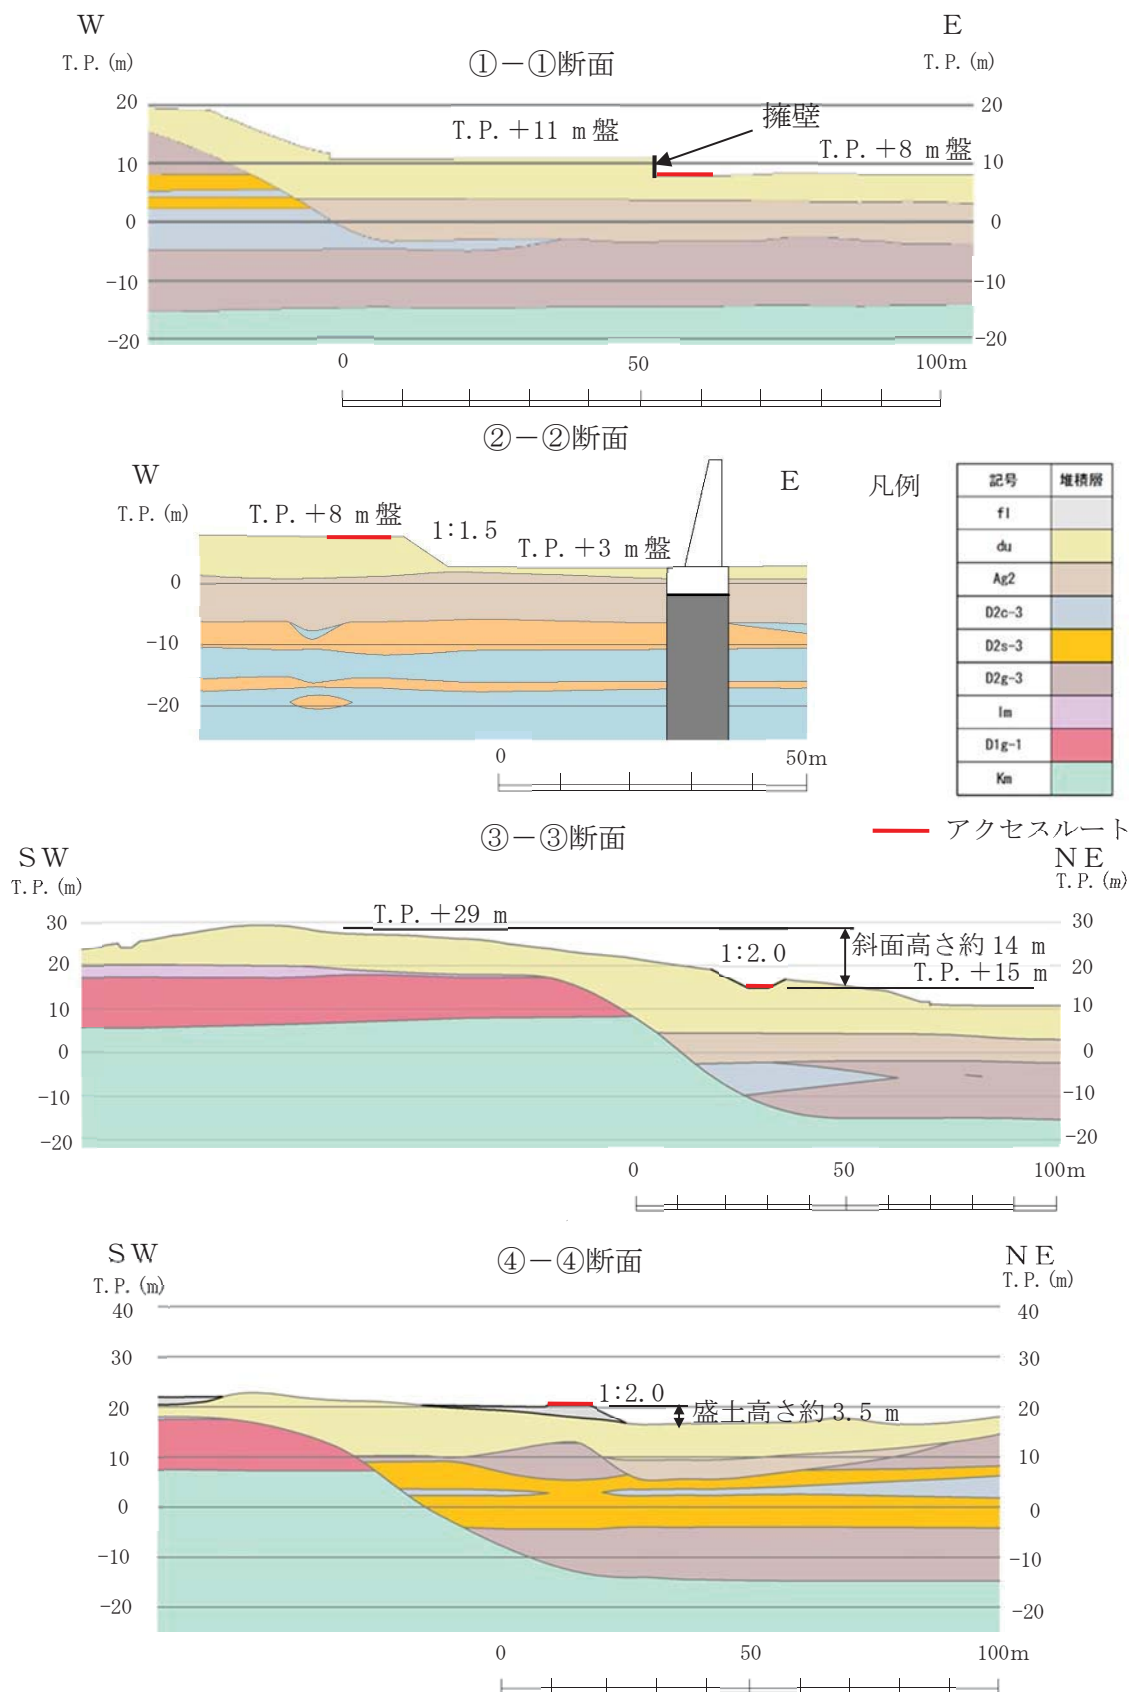 W
E
T.P.(m)
T.P.(m)
①－①断面
20
20
T.P.＋11 m盤
擁壁
T.P.＋8 m盤
10
10
0
0
-10
-10
-20
-20
0
50
100m
②－②断面
W
E
T.P.(m)
T.P.＋8 m盤
1:1.5
T.P.＋3 m盤
0
-10
-20
0
50m
凡例
記号 堆積層
fl
du
Ag2
D2c-3
D2s-3
D2g-3
lm
D1g-1
Km
アクセスルート
③－③断面
SW
NE
T.P.(m)
T.P.(m)
30
30
T.P.＋29 m
1:2.0
斜面高さ約14 m
T.P.＋15 m
20
20
10
10
0
0
-10
-10
-20
-20
0
50
100m
④－④断面
SW
NE
T.P.(m)
T.P.(m)
40
40
30
30
1:2.0
20
20
盛土高さ約3.5 m
10
10
0
0
-10
-10
-20
-20
0
50
100m